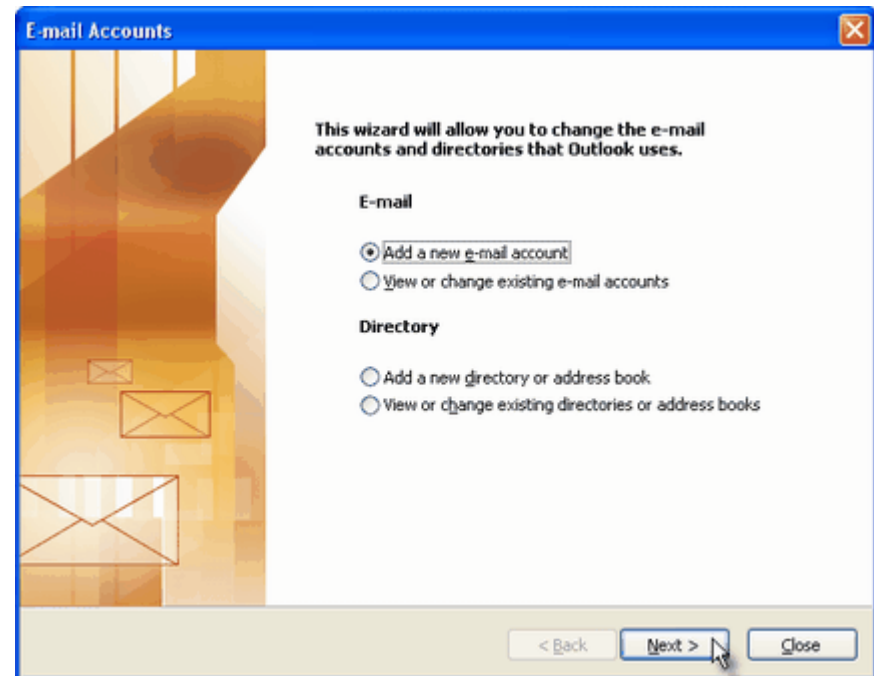 E-mail Accounts
This wizard will allow you to change the e-mail
accounts and directories that Outlook uses.
E-mail
Add a new e-mail account
View or change existing e-mail accounts
Directory
Add a new directory or address book
View or change existing directories or address books
< Back
Next >
Close